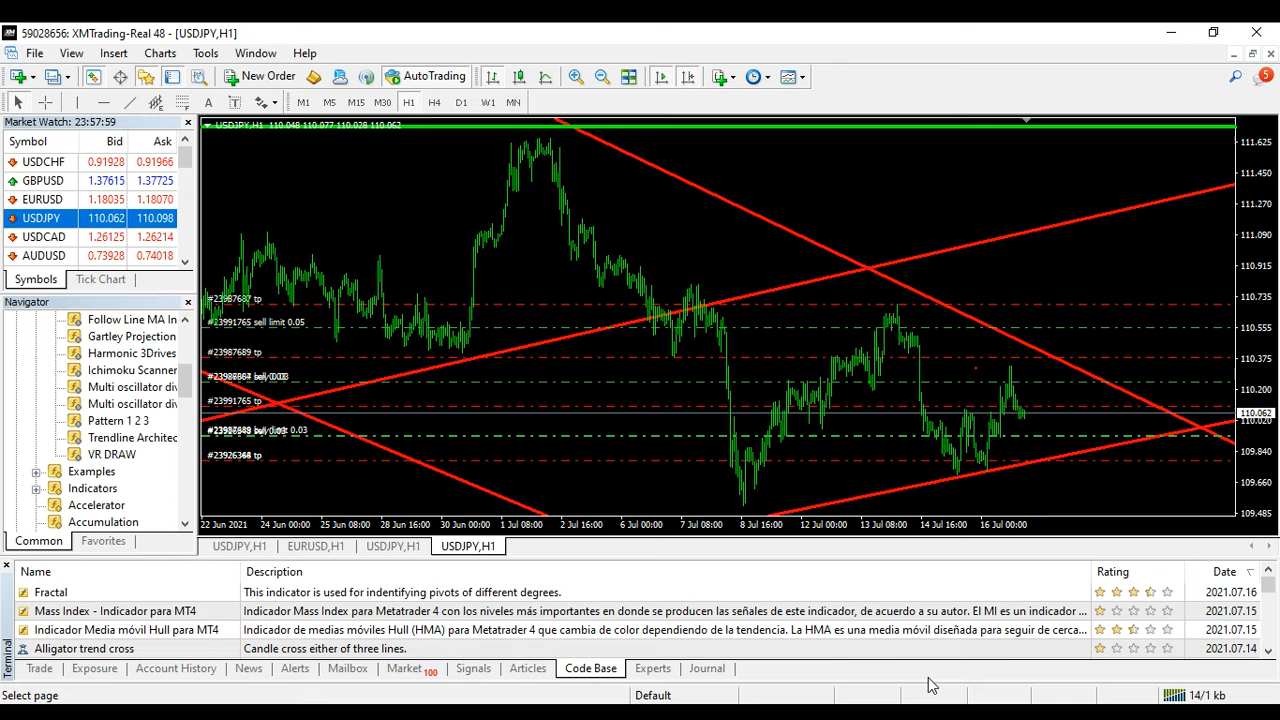 59028656: XMTrading-Real 48 - [USDJPY,H1]
File View Insert Charts Tools Window Help
New Order AutoTrading 5
A T M1 M5 M15 M30 H1 H4 D1 W1 MN
Market Watch: 23:57:59
Symbol Bid Ask
USDCHF 0.91928 0.91966
GBPUSD 1.37615 1.37725
EURUSD 1.18035 1.18070
USDJPY 110.062 110.098
USDCAD 1.26125 1.26214
AUDUSD 0.73928 0.74018
Symbols Tick Chart
Navigator
Follow Line MA In
Gartley Projection
Harmonic 3Drives
Ichimoku Scanner
Multi oscillator div
Multi oscillator div
Pattern 1 2 3
Trendline Architec
VR DRAW
Examples
Indicators
Accelerator
Accumulation
Common Favorites
USDJPY,H1 110.048 110.077 110.028 110.062
#23987687 tp
#23991765 sell limit 0.05
#23987689 tp
#23991765 tp
111.625
111.450
111.270
111.090
110.915
110.735
110.555
110.375
110.200
110.062
110.020
109.840
109.660
109.485
22 Jun 2021 24 Jun 00:00 25 Jun 08:00 28 Jun 16:00 30 Jun 00:00 1 Jul 08:00 2 Jul 16:00 6 Jul 00:00 7 Jul 08:00 8 Jul 16:00 12 Jul 00:00 13 Jul 08:00 14 Jul 16:00 16 Jul 00:00
USDJPY,H1 EURUSD,H1 USDJPY,H1 USDJPY,H1
Name Description Rating Date
Fractal This indicator is used for indentifying pivots of different degrees. 2021.07.16
Mass Index - Indicador para MT4 Indicador Mass Index para Metatrader 4 con los niveles más importantes en donde se producen las señales de este indicador, de acuerdo a su autor. El MI es un indicador ... 2021.07.15
Indicador Media móvil Hull para MT4 Indicador de medias móviles Hull (HMA) para Metatrader 4 que cambia de color dependiendo de la tendencia. La HMA es una media móvil diseñada para seguir de cerca... 2021.07.15
Alligator trend cross Candle cross either of three lines. 2021.07.14
Terminal
Trade Exposure Account History News Alerts Mailbox Market 100 Signals Articles Code Base Experts Journal
Select page Default 14/1 kb